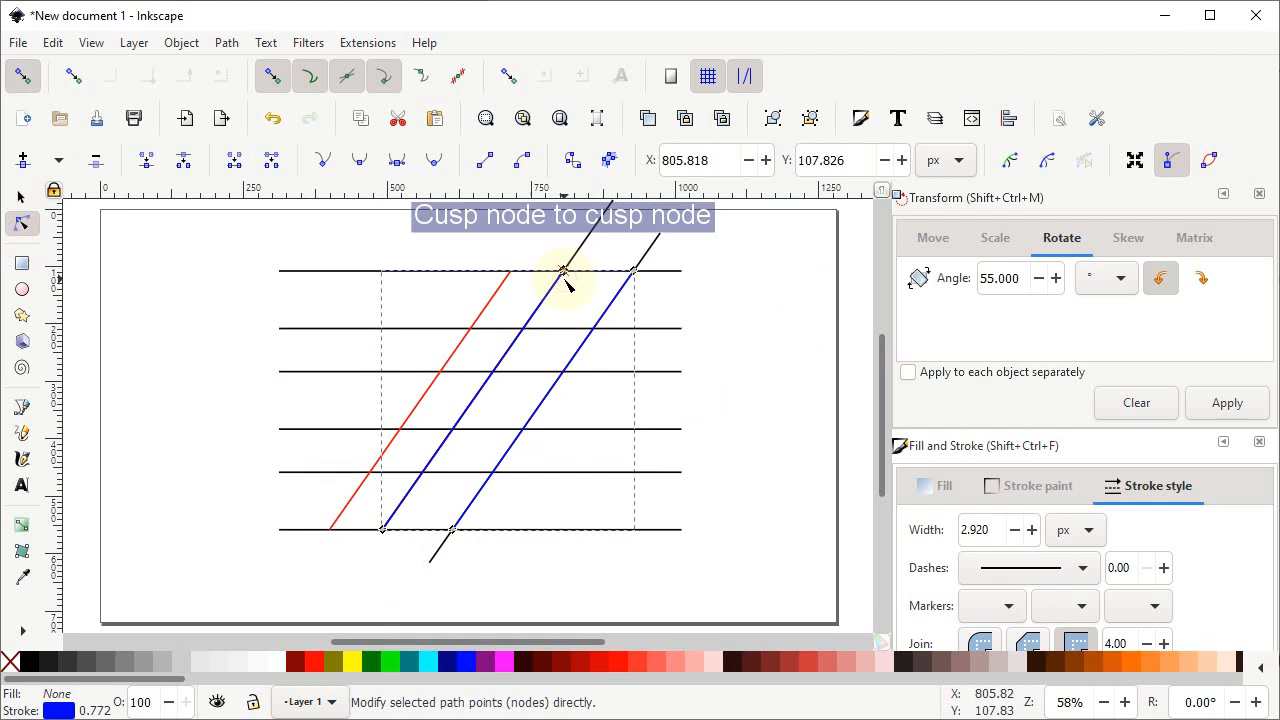 *New document 1 - Inkscape
File Edit View Layer Object Path Text Filters Extensions Help
X: 805.818 Y: 107.826 px
0 250 500 750 1000 1250
Transform (Shift+Ctrl+M)
Cusp node to cusp node
Move Scale Rotate Skew Matrix
Angle: 55.000 °
Apply to each object separately
Clear Apply
Fill and Stroke (Shift+Ctrl+F)
Fill Stroke paint Stroke style
Width: 2.920 px
Dashes: 0.00
Markers:
Join: 4.00
Fill: None
Stroke: 0.772 O: 100 Layer 1 Modify selected path points (nodes) directly. X: 805.82 Y: 107.83 Z: 58% R: 0.00°